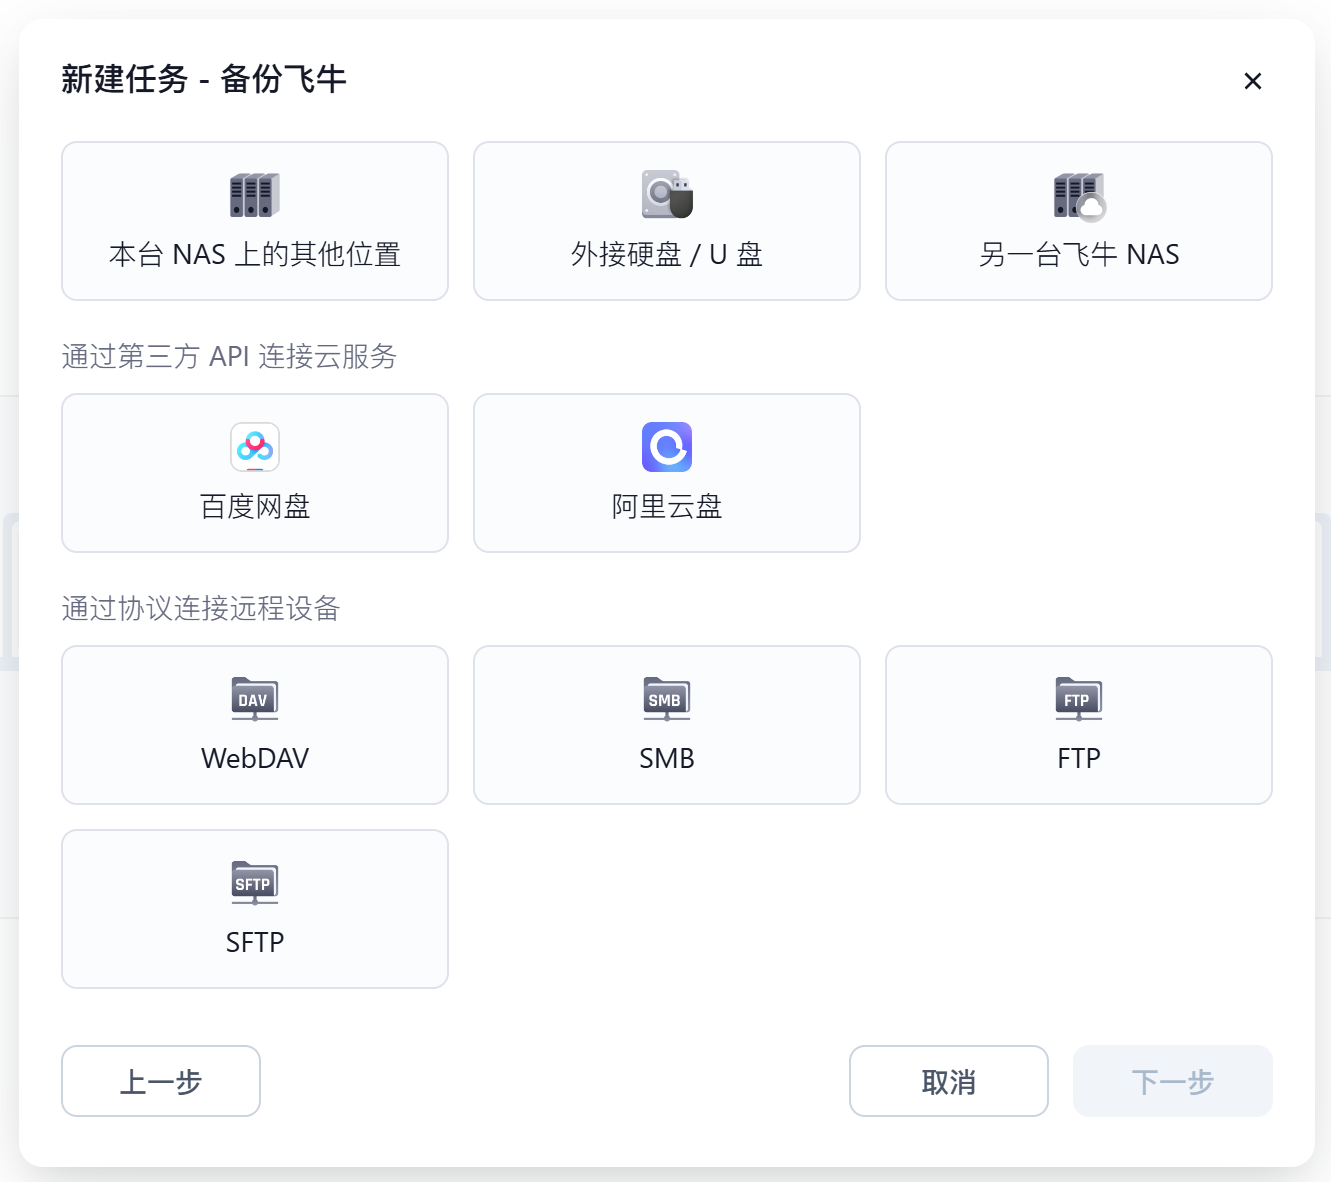 新建任务 - 备份飞牛
本台 NAS 上的其他位置
外接硬盘 / U 盘
另一台飞牛 NAS
通过第三方 API 连接云服务
百度网盘
阿里云盘
通过协议连接远程设备
DAV
WebDAV
SMB
SMB
FTP
FTP
SFTP
SFTP
上一步
取消
下一步